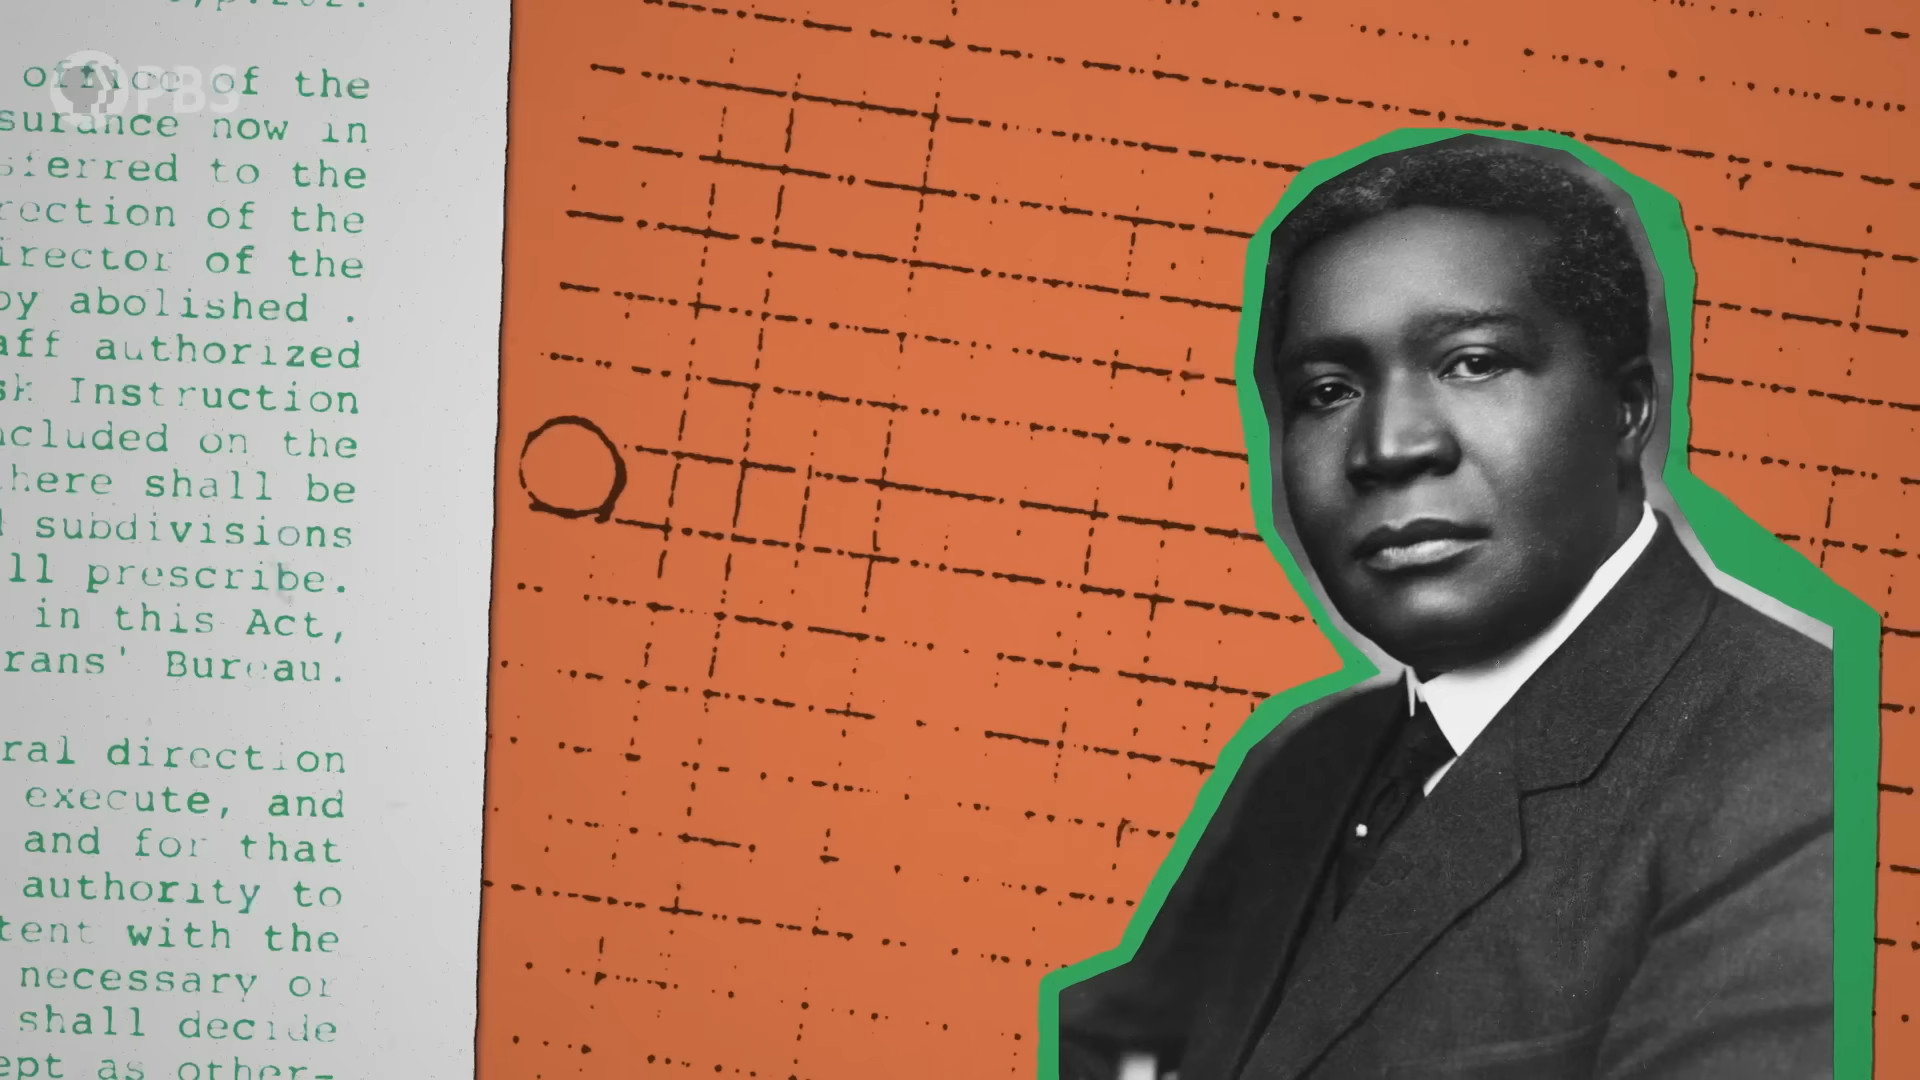 PBS
office of the
surance now in
sferred to the
rection of the
irector of the
by abolished .
aff authorized
sk Instruction
ncluded on the
here shall be
subdivisions
ll prescribe.
in this Act,
rans' Bureau.
ral direction
execute, and
and for that
authority to
tent with the
necessary or
shall decide
ept as other-